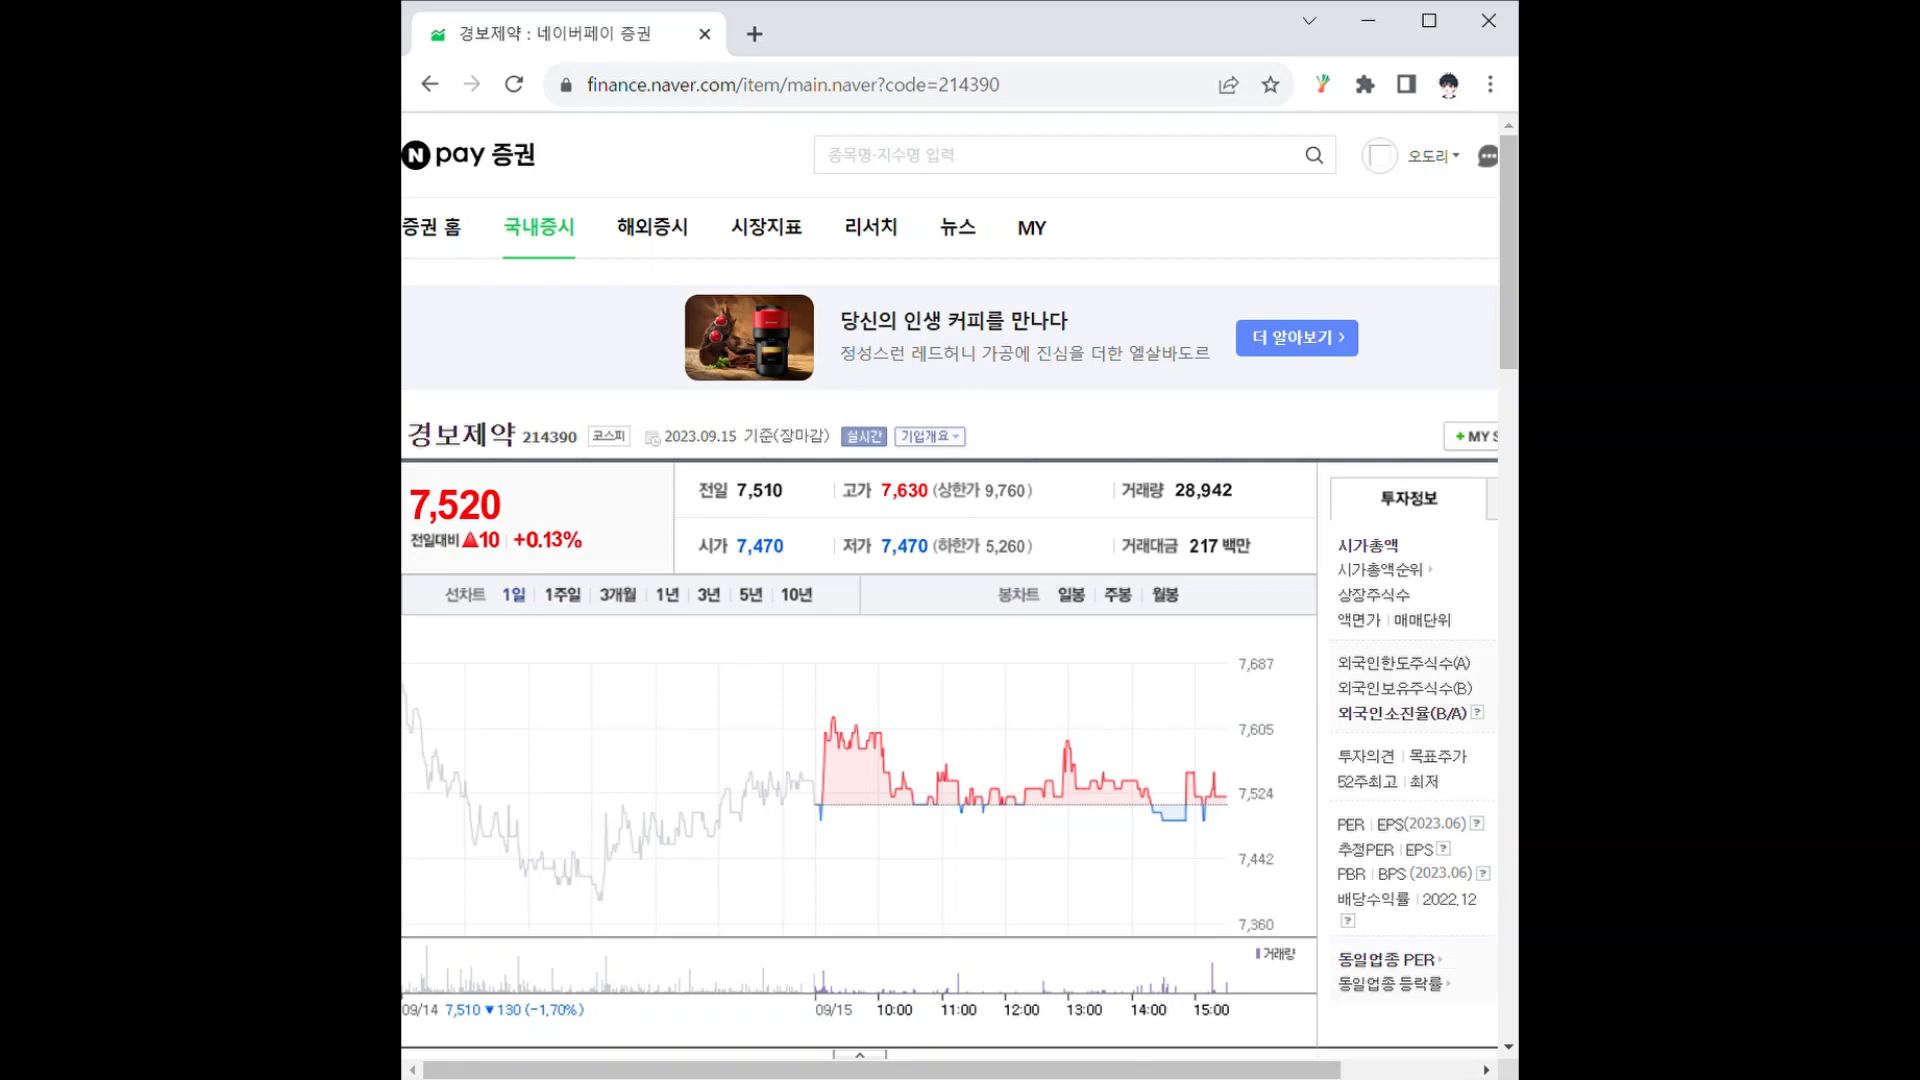 경보제약 : 네이버페이 증권
finance.naver.com/item/main.naver?code=214390
N pay 증권
종목명·지수명 입력
오도리
증권 홈 국내증시 해외증시 시장지표 리서치 뉴스 MY
당신의 인생 커피를 만나다
정성스런 레드허니 가공에 진심을 더한 엘살바도르
더 알아보기 >
경보제약 214390 코스피 2023.09.15 기준(장마감) 실시간 기업개요
+ MY S
7,520
전일대비 ▲10 +0.13%
전일 7,510 고가 7,630 (상한가 9,760) 거래량 28,942
시가 7,470 저가 7,470 (하한가 5,260) 거래대금 217 백만
선차트 1일 1주일 3개월 1년 3년 5년 10년 봉차트 일봉 주봉 월봉
7,687
7,605
7,524
7,442
7,360
거래량
09/14 7,510 ▼130 (-1,70%) 09/15 10:00 11:00 12:00 13:00 14:00 15:00
투자정보
시가총액
시가총액순위
상장주식수
액면가 매매단위
외국인한도주식수(A)
외국인보유주식수(B)
외국인소진율(B/A) ?
투자의견 목표주가
52주최고 최저
PER EPS(2023.06) ?
추정PER EPS ?
PBR BPS (2023.06) ?
배당수익률 2022.12
?
동일업종 PER
동일업종 등락률